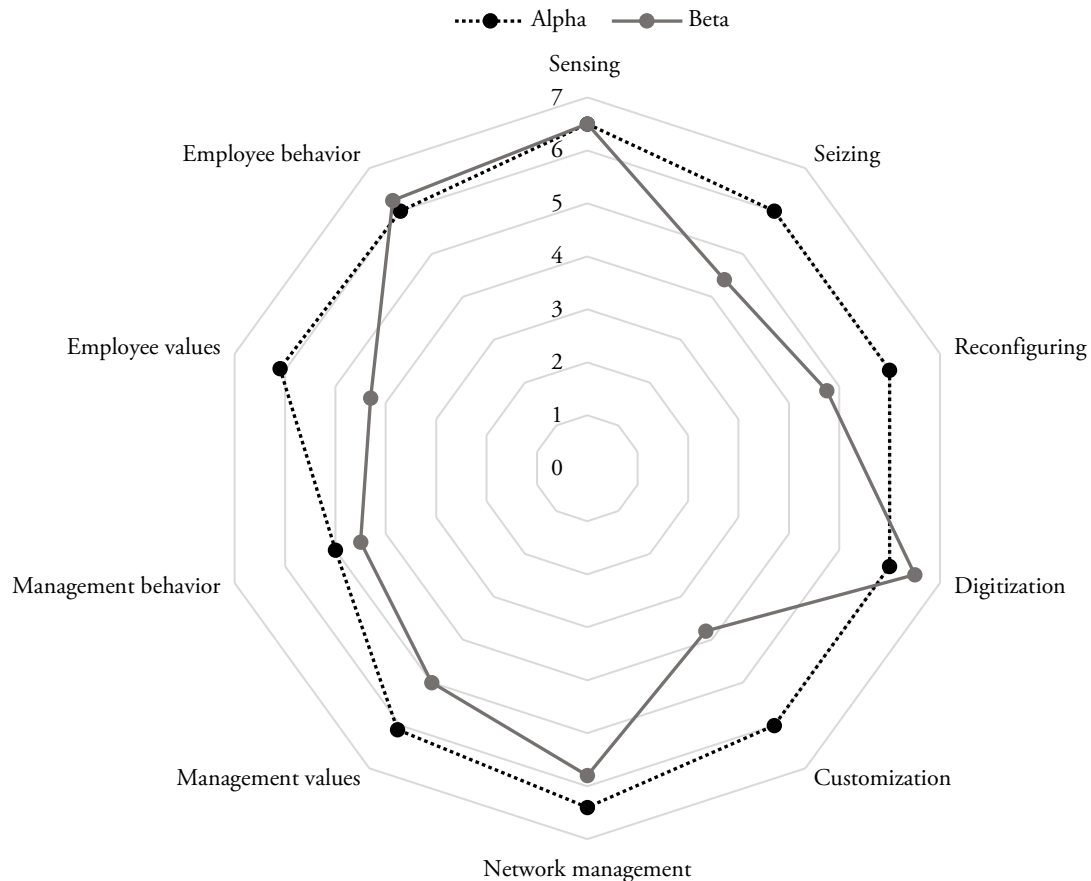 Alpha Beta
Sensing
7
Employee behavior
6
Seizing
5
4
3
Employee values
Reconfiguring
2
1
0
Management behavior
Digitization
Management values
Customization
Network management